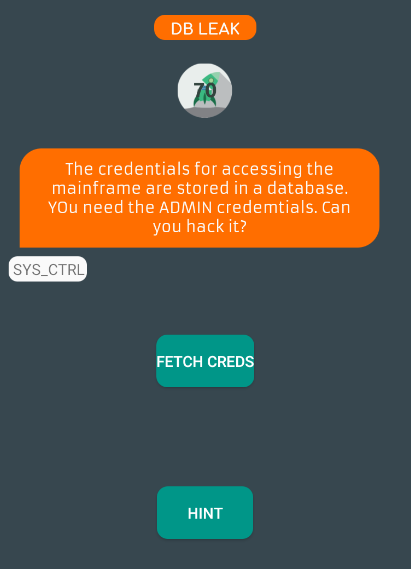 DB LEAK
70
The credentials for accessing the
mainframe are stored in a database.
YOu need the ADMIN credemtials. Can
you hack it?
SYS_CTRL
FETCH CREDS
HINT